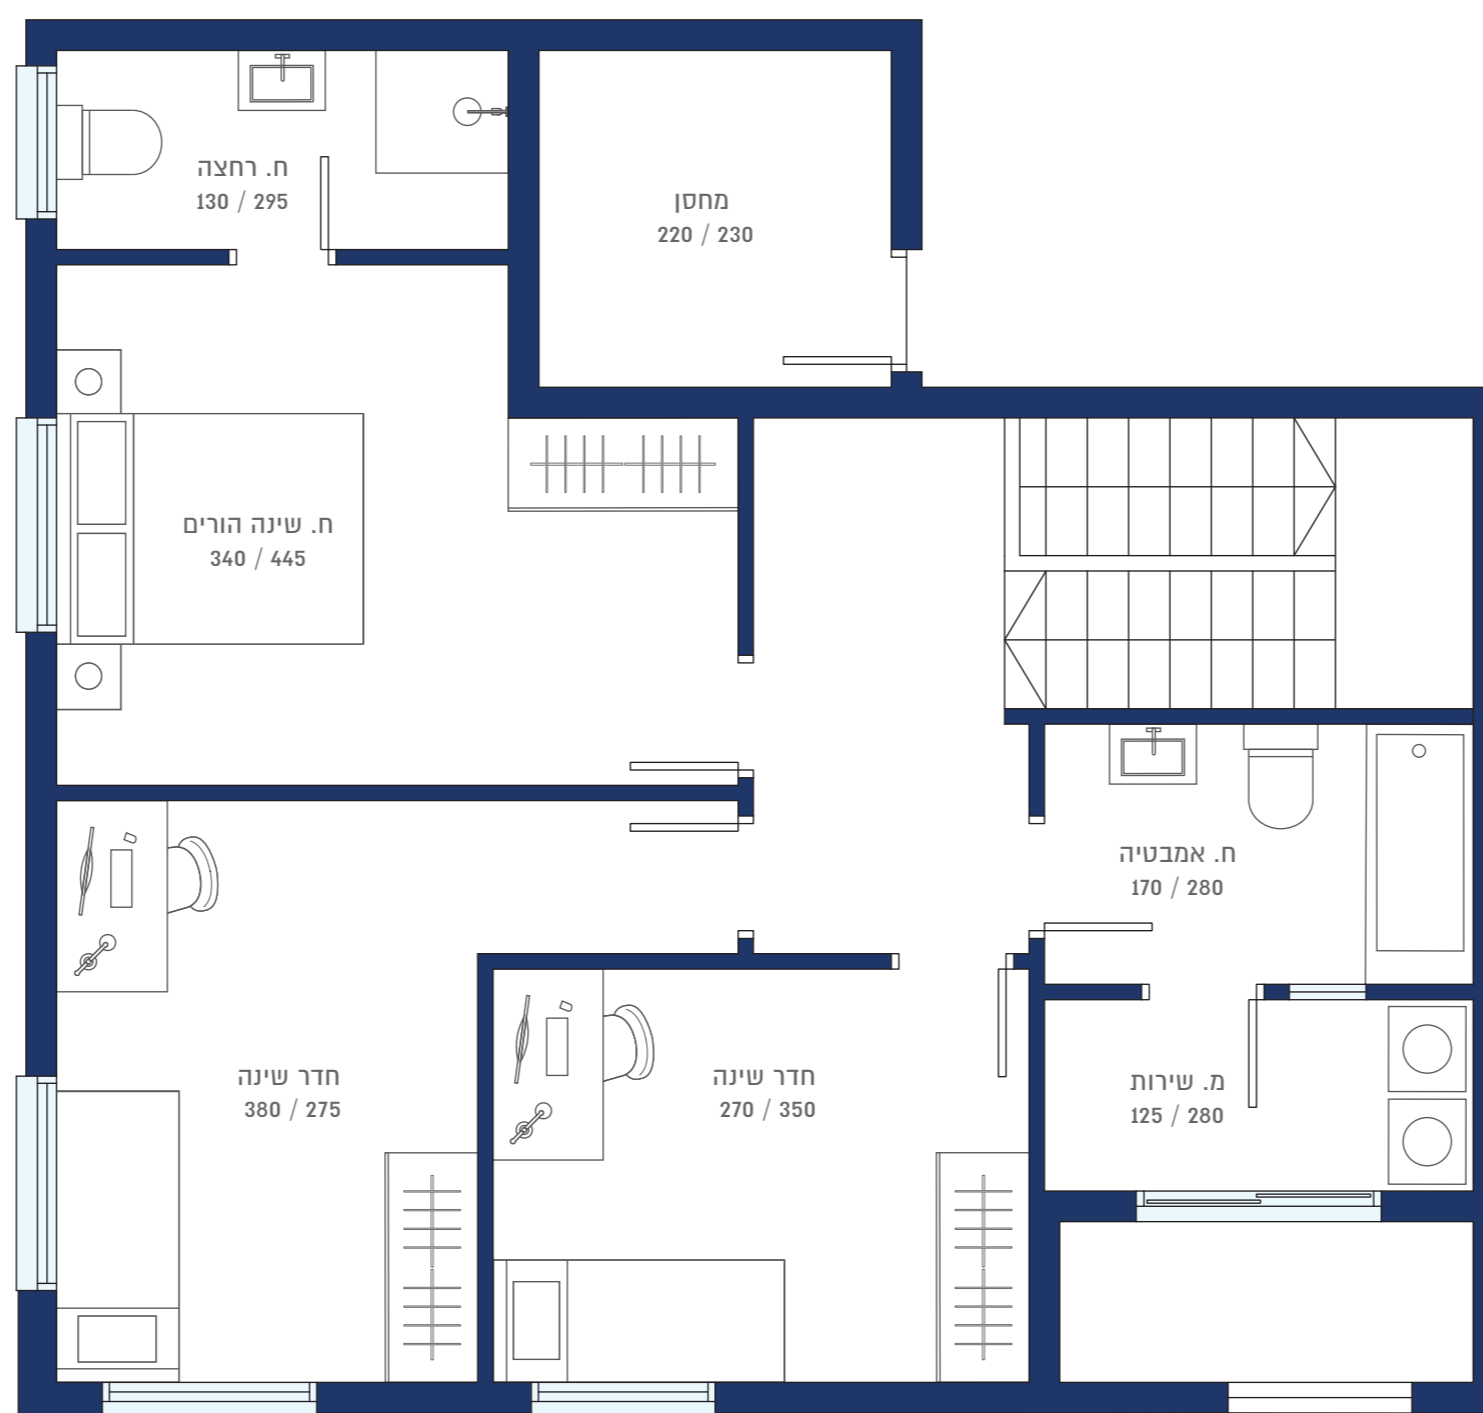 ח. רחצה
130 / 295
מחסן
220 / 230
ח. שינה הורים
340 / 445
ח. אמבטיה
170 / 280
חדר שינה
380 / 275
חדר שינה
270 / 350
מ. שירות
125 / 280